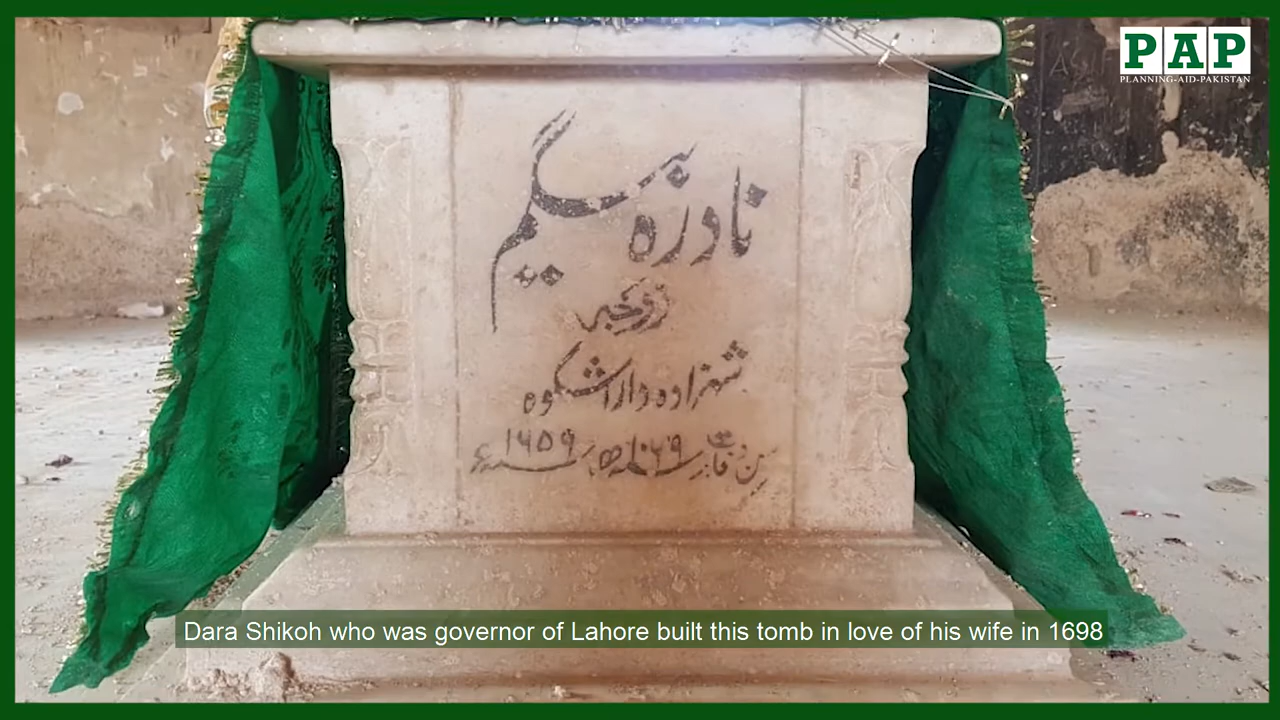 PAP
PLANNING-AID-PAKISTAN
نادرہ بیگم
زوجہ
شہزادہ داراشکوہ
سن وفات ۱۰۶۹ھ ۱۶۵۹ء
Dara Shikoh who was governor of Lahore built this tomb in love of his wife in 1698